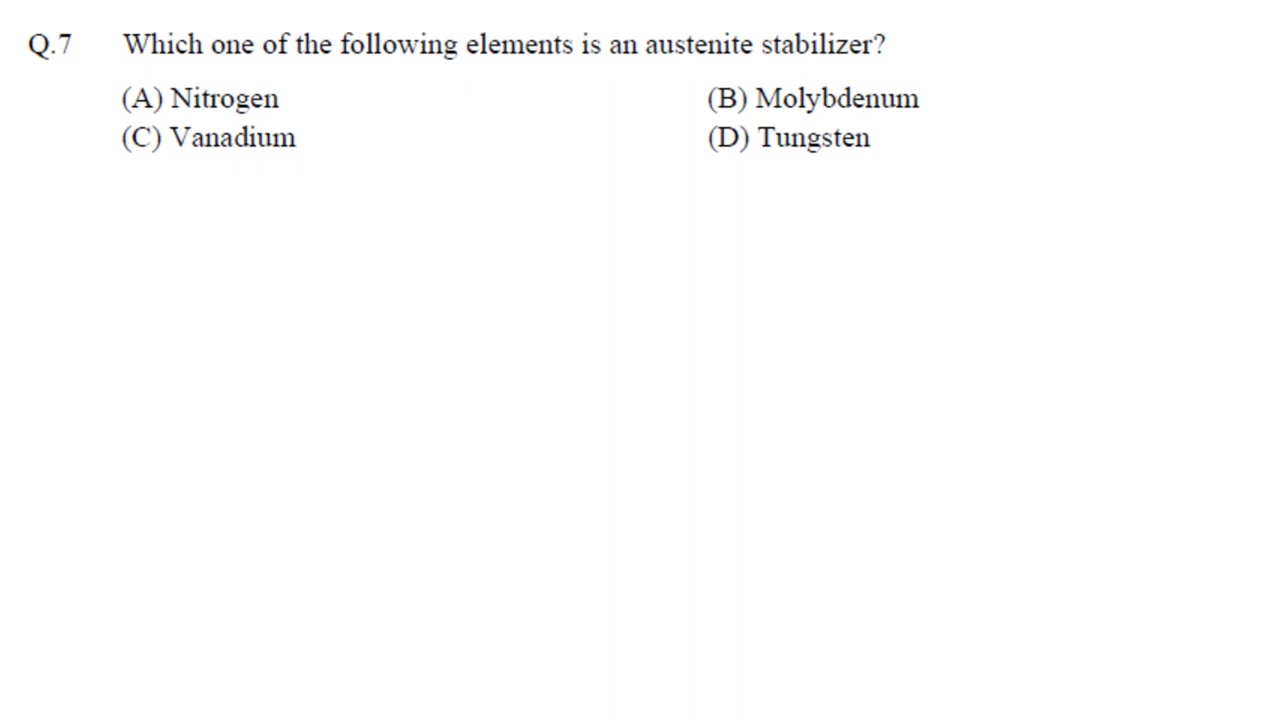 Q.7 Which one of the following elements is an austenite stabilizer?
(A) Nitrogen (B) Molybdenum
(C) Vanadium (D) Tungsten